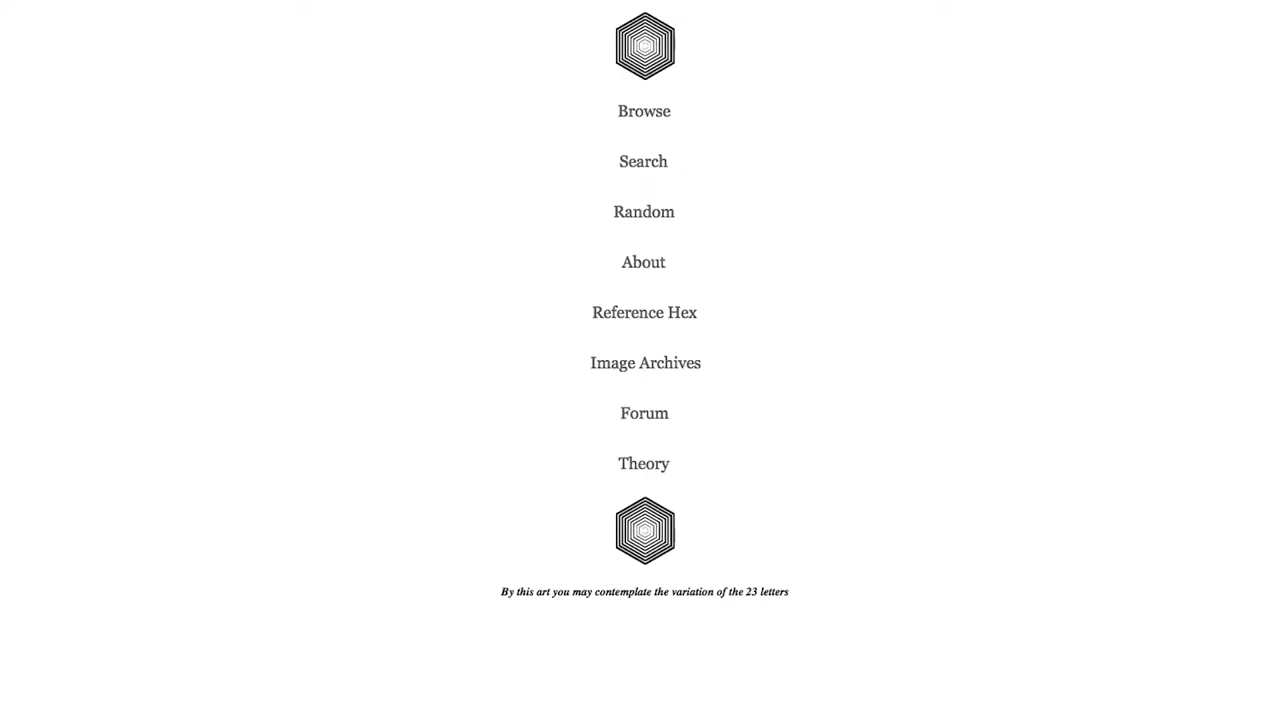 Browse
Search
Random
About
Reference Hex
Image Archives
Forum
Theory
By this art you may contemplate the variation of the 23 letters